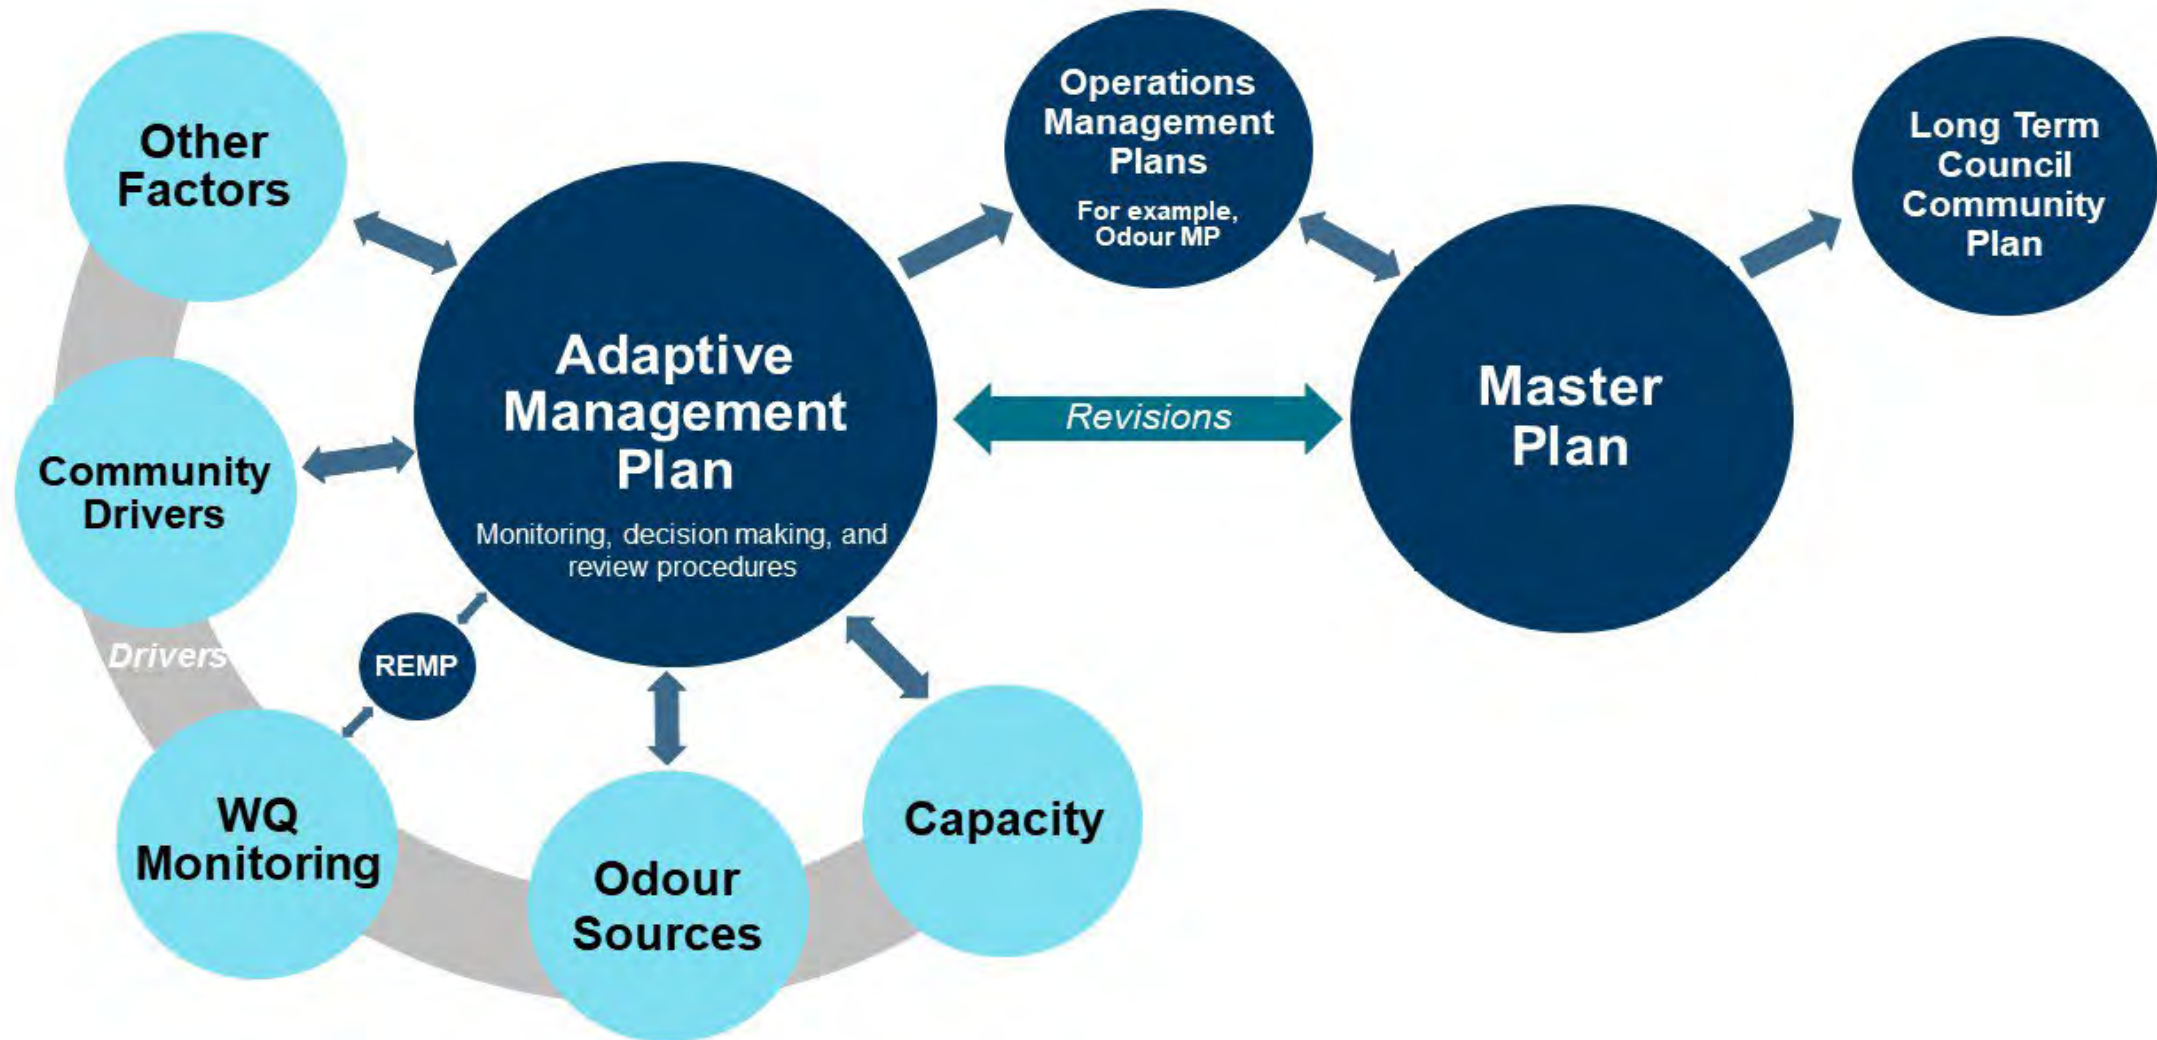 Other
Factors
Community
Drivers
Drivers
WQ
Monitoring
REMP
Odour
Sources
Capacity
Adaptive
Management
Plan
Monitoring, decision making, and
review procedures
Operations
Management
Plans
For example,
Odour MP
Revisions
Master
Plan
Long Term
Council
Community
Plan